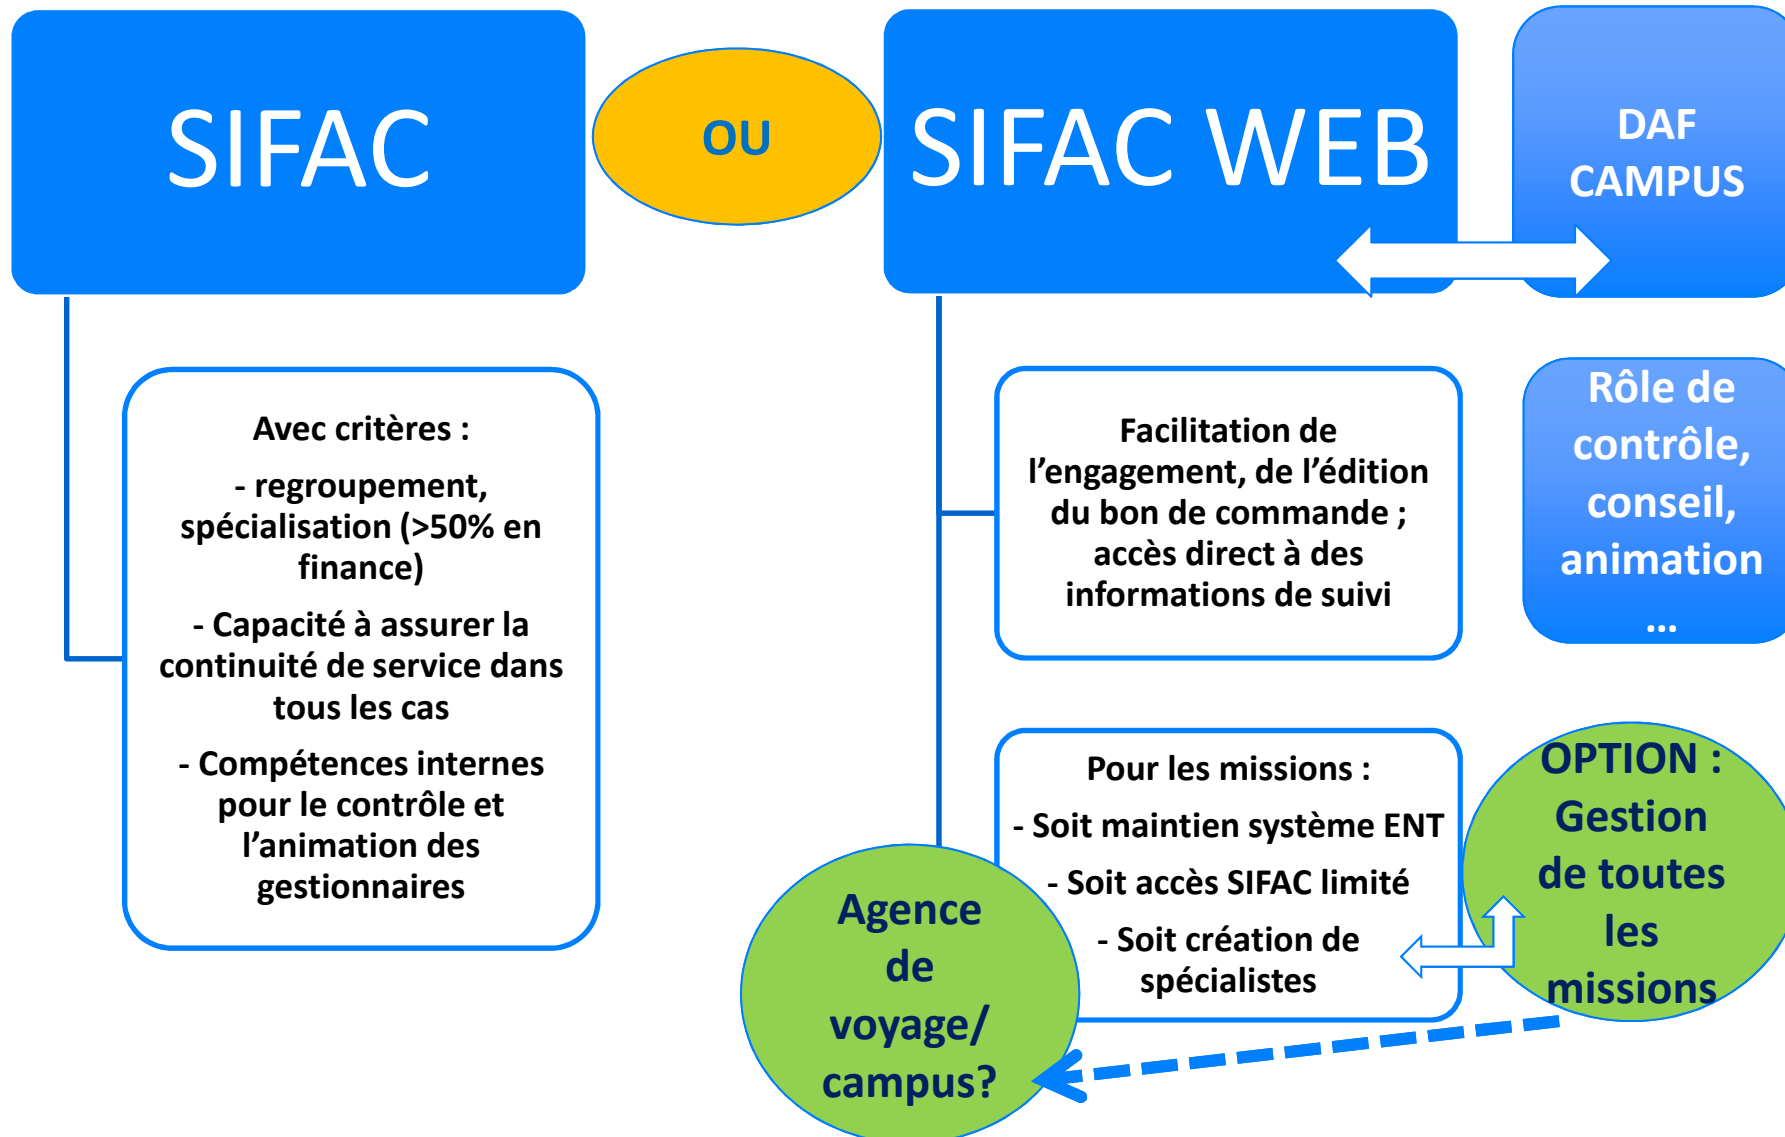 SIFAC
OU
SIFAC WEB
DAF
CAMPUS
Avec critères :
- regroupement,
spécialisation (>50% en
finance)
- Capacité à assurer la
continuité de service dans
tous les cas
- Compétences internes
pour le contrôle et
l’animation des
gestionnaires
Facilitation de
l’engagement, de l’édition
du bon de commande ;
accès direct à des
informations de suivi
Rôle de
contrôle,
conseil,
animation
…
Pour les missions :
- Soit maintien système ENT
- Soit accès SIFAC limité
- Soit création de
spécialistes
OPTION :
Gestion
de toutes
les
missions
Agence
de
voyage/
campus?